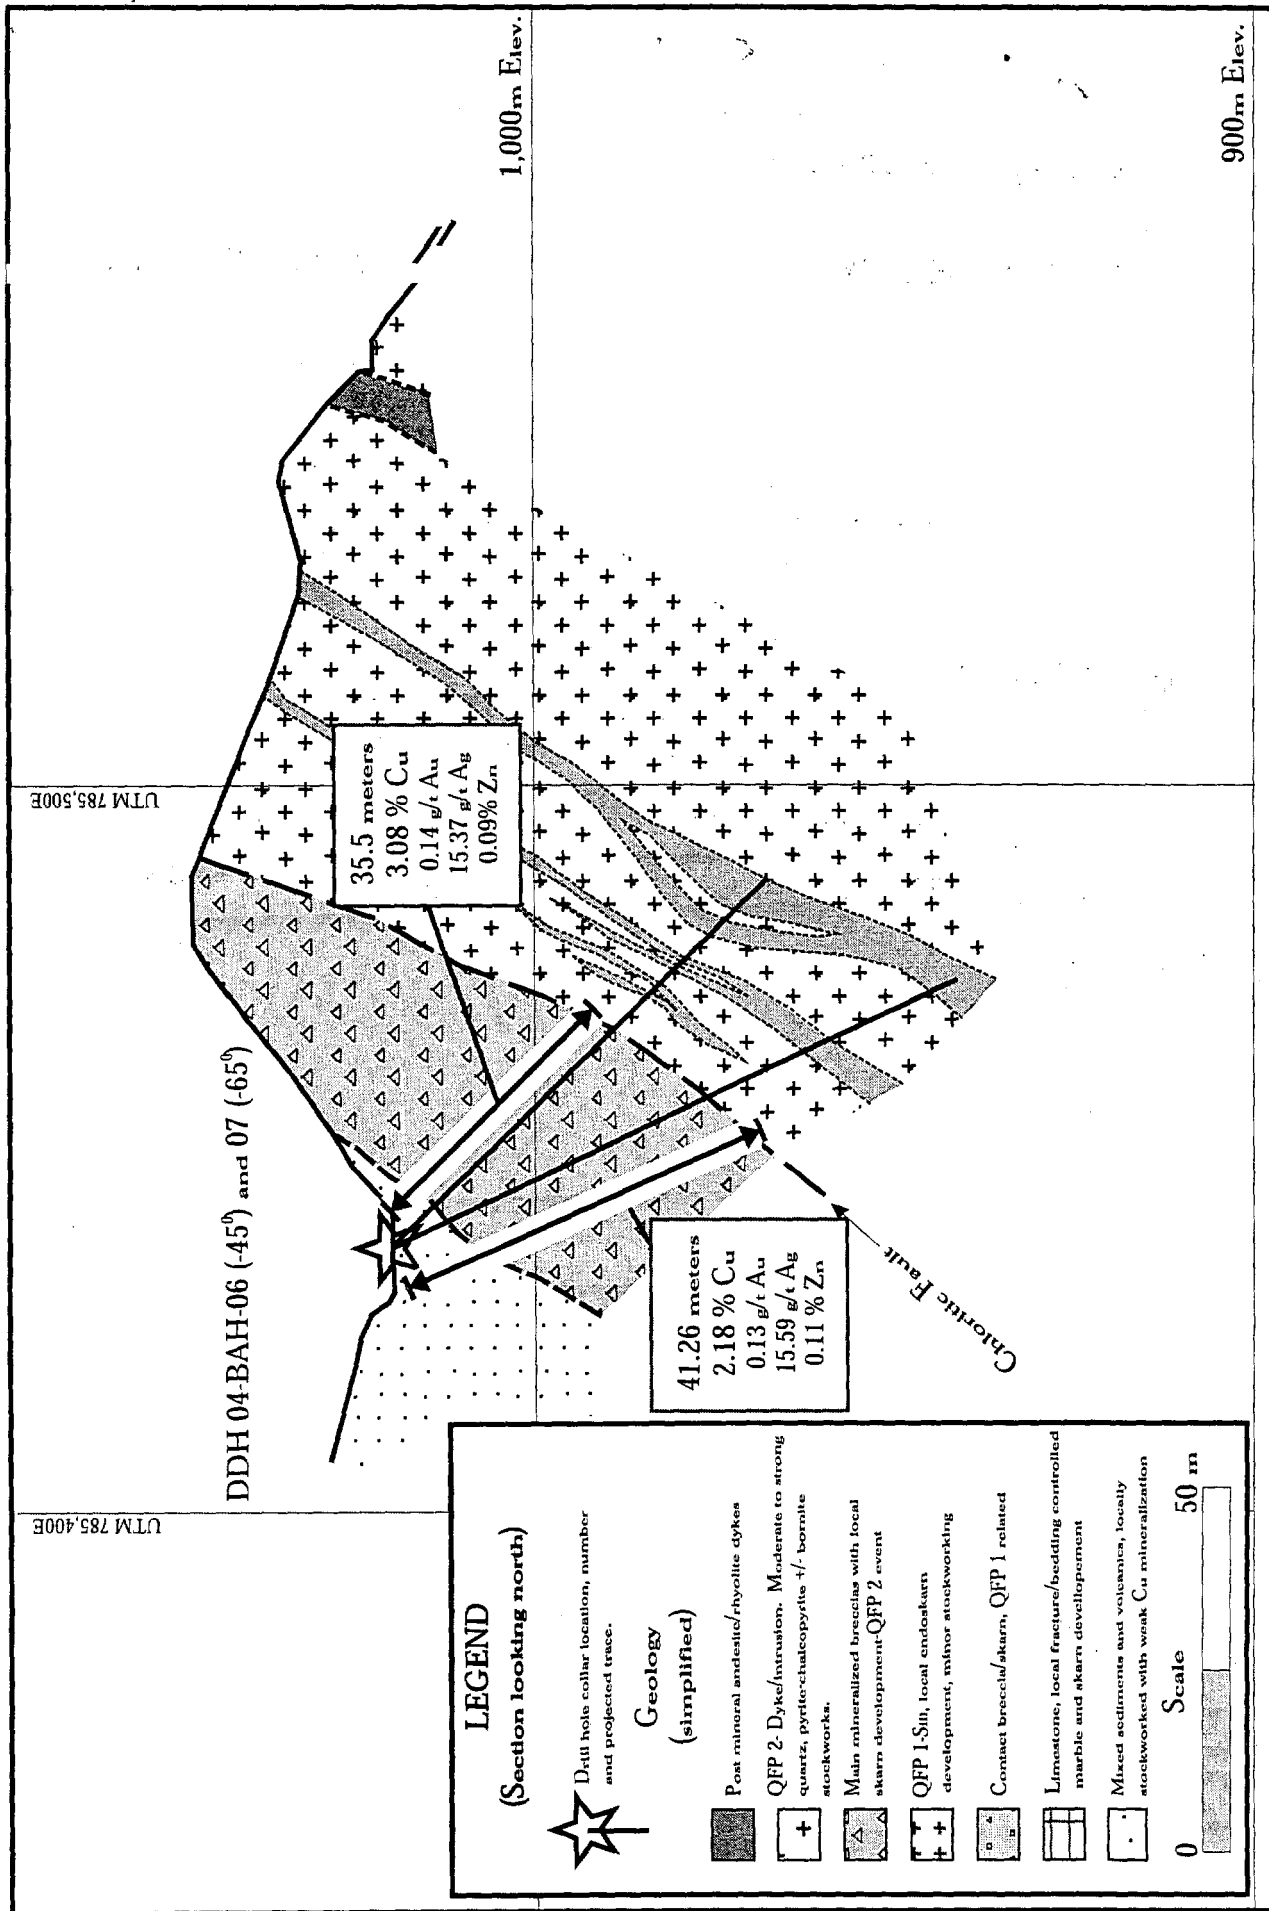 UTM 785,400E
UTM 785,500E
DDH 04-BAH-06 (-45⁰) and 07 (-65⁰)
1,000m Elev.
900m Elev.
35.5 meters
3.08 % Cu
0.14 g/t Au
15.37 g/t Ag
0.09% Zn
41.26 meters
2.18 % Cu
0.13 g/t Au
15.59 g/t Ag
0.11 % Zn
Chloritic Fault
LEGEND
(Section looking north)
Drill hole collar location, number
and projected trace.
Geology
(simplified)
Post mineral andesitic/rhyolite dykes
QFP 2- Dyke/intrusion. Moderate to strong
quartz, pyrite-chalcopyrite +/- bornite
stockworks.
Main mineralized breccias with local
skarn development-QFP 2 event
QFP 1-Sill, local endoskarn
development, minor stockworking
Contact breccia/skarn, QFP 1 related
Limestone, local fracture/bedding controlled
marble and skarn development
Mixed sediments and volcanics, locally
stockworked with weak Cu mineralization
Scale
0
50 m